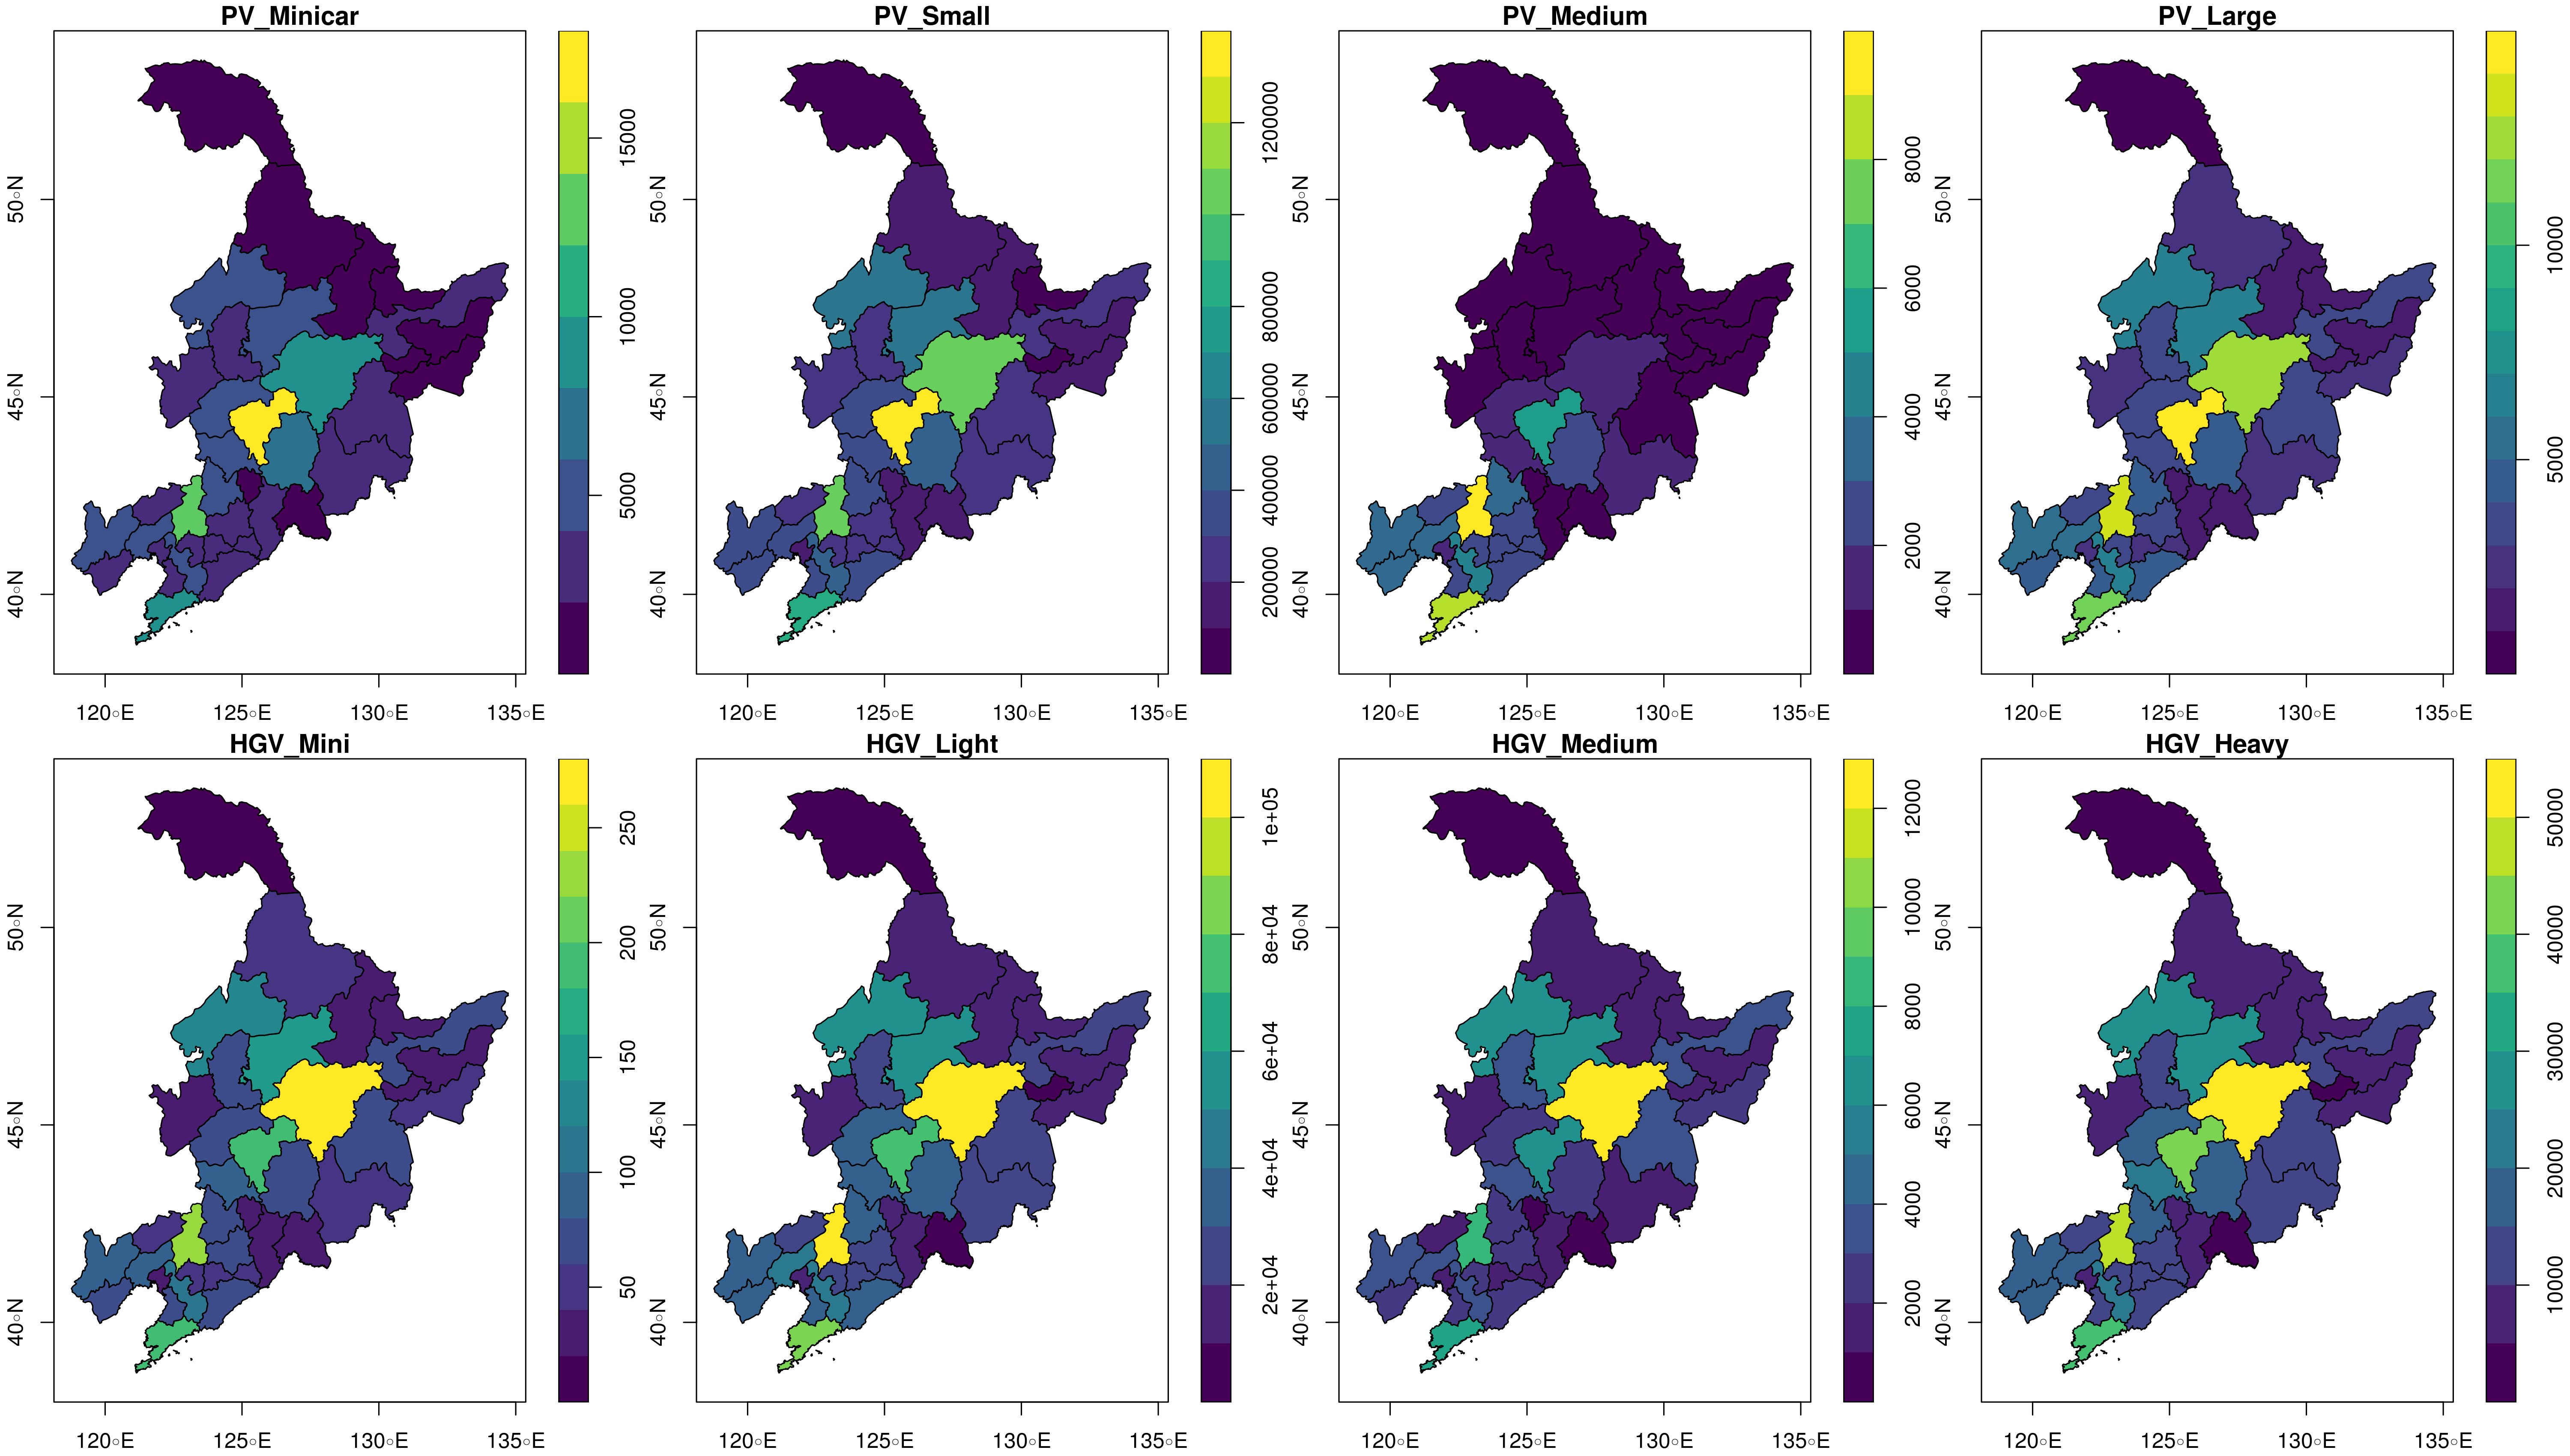 PV_Minicar
50°N
45°N
40°N
120°E 125°E 130°E 135°E
15000
10000
5000
PV_Small
120°E 125°E 130°E 135°E
50°N
45°N
40°N
1200000
800000
600000
400000
200000
PV_Medium
50°N
45°N
40°N
120°E 125°E 130°E 135°E
8000
6000
4000
2000
PV_Large
50°N
45°N
40°N
120°E 125°E 130°E 135°E
10000
5000
HGV_Mini
50°N
45°N
40°N
120°E 125°E 130°E 135°E
250
200
150
100
50
HGV_Light
50°N
45°N
40°N
120°E 125°E 130°E 135°E
1e+05
8e+04
6e+04
4e+04
2e+04
HGV_Medium
50°N
45°N
40°N
120°E 125°E 130°E 135°E
12000
10000
8000
6000
4000
2000
HGV_Heavy
50°N
45°N
40°N
120°E 125°E 130°E 135°E
50000
40000
30000
20000
10000